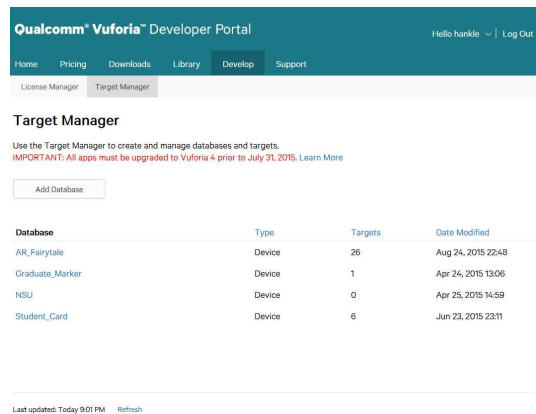 Qualcomm® Vuforia™ Developer Portal
Hello hankle | Log Out
Home Pricing Downloads Library Develop Support
License Manager Target Manager
Target Manager
Use the Target Manager to create and manage databases and targets.
IMPORTANT: All apps must be upgraded to Vuforia 4 prior to July 31, 2015. Learn More
Add Database
Database Type Targets Date Modified
AR_Fairytale Device 26 Aug 24, 2015 22:48
Graduate_Marker Device 1 Apr 24, 2015 13:06
NSU Device 0 Apr 25, 2015 14:59
Student_Card Device 6 Jun 23, 2015 23:11
Last updated: Today 9:01 PM Refresh